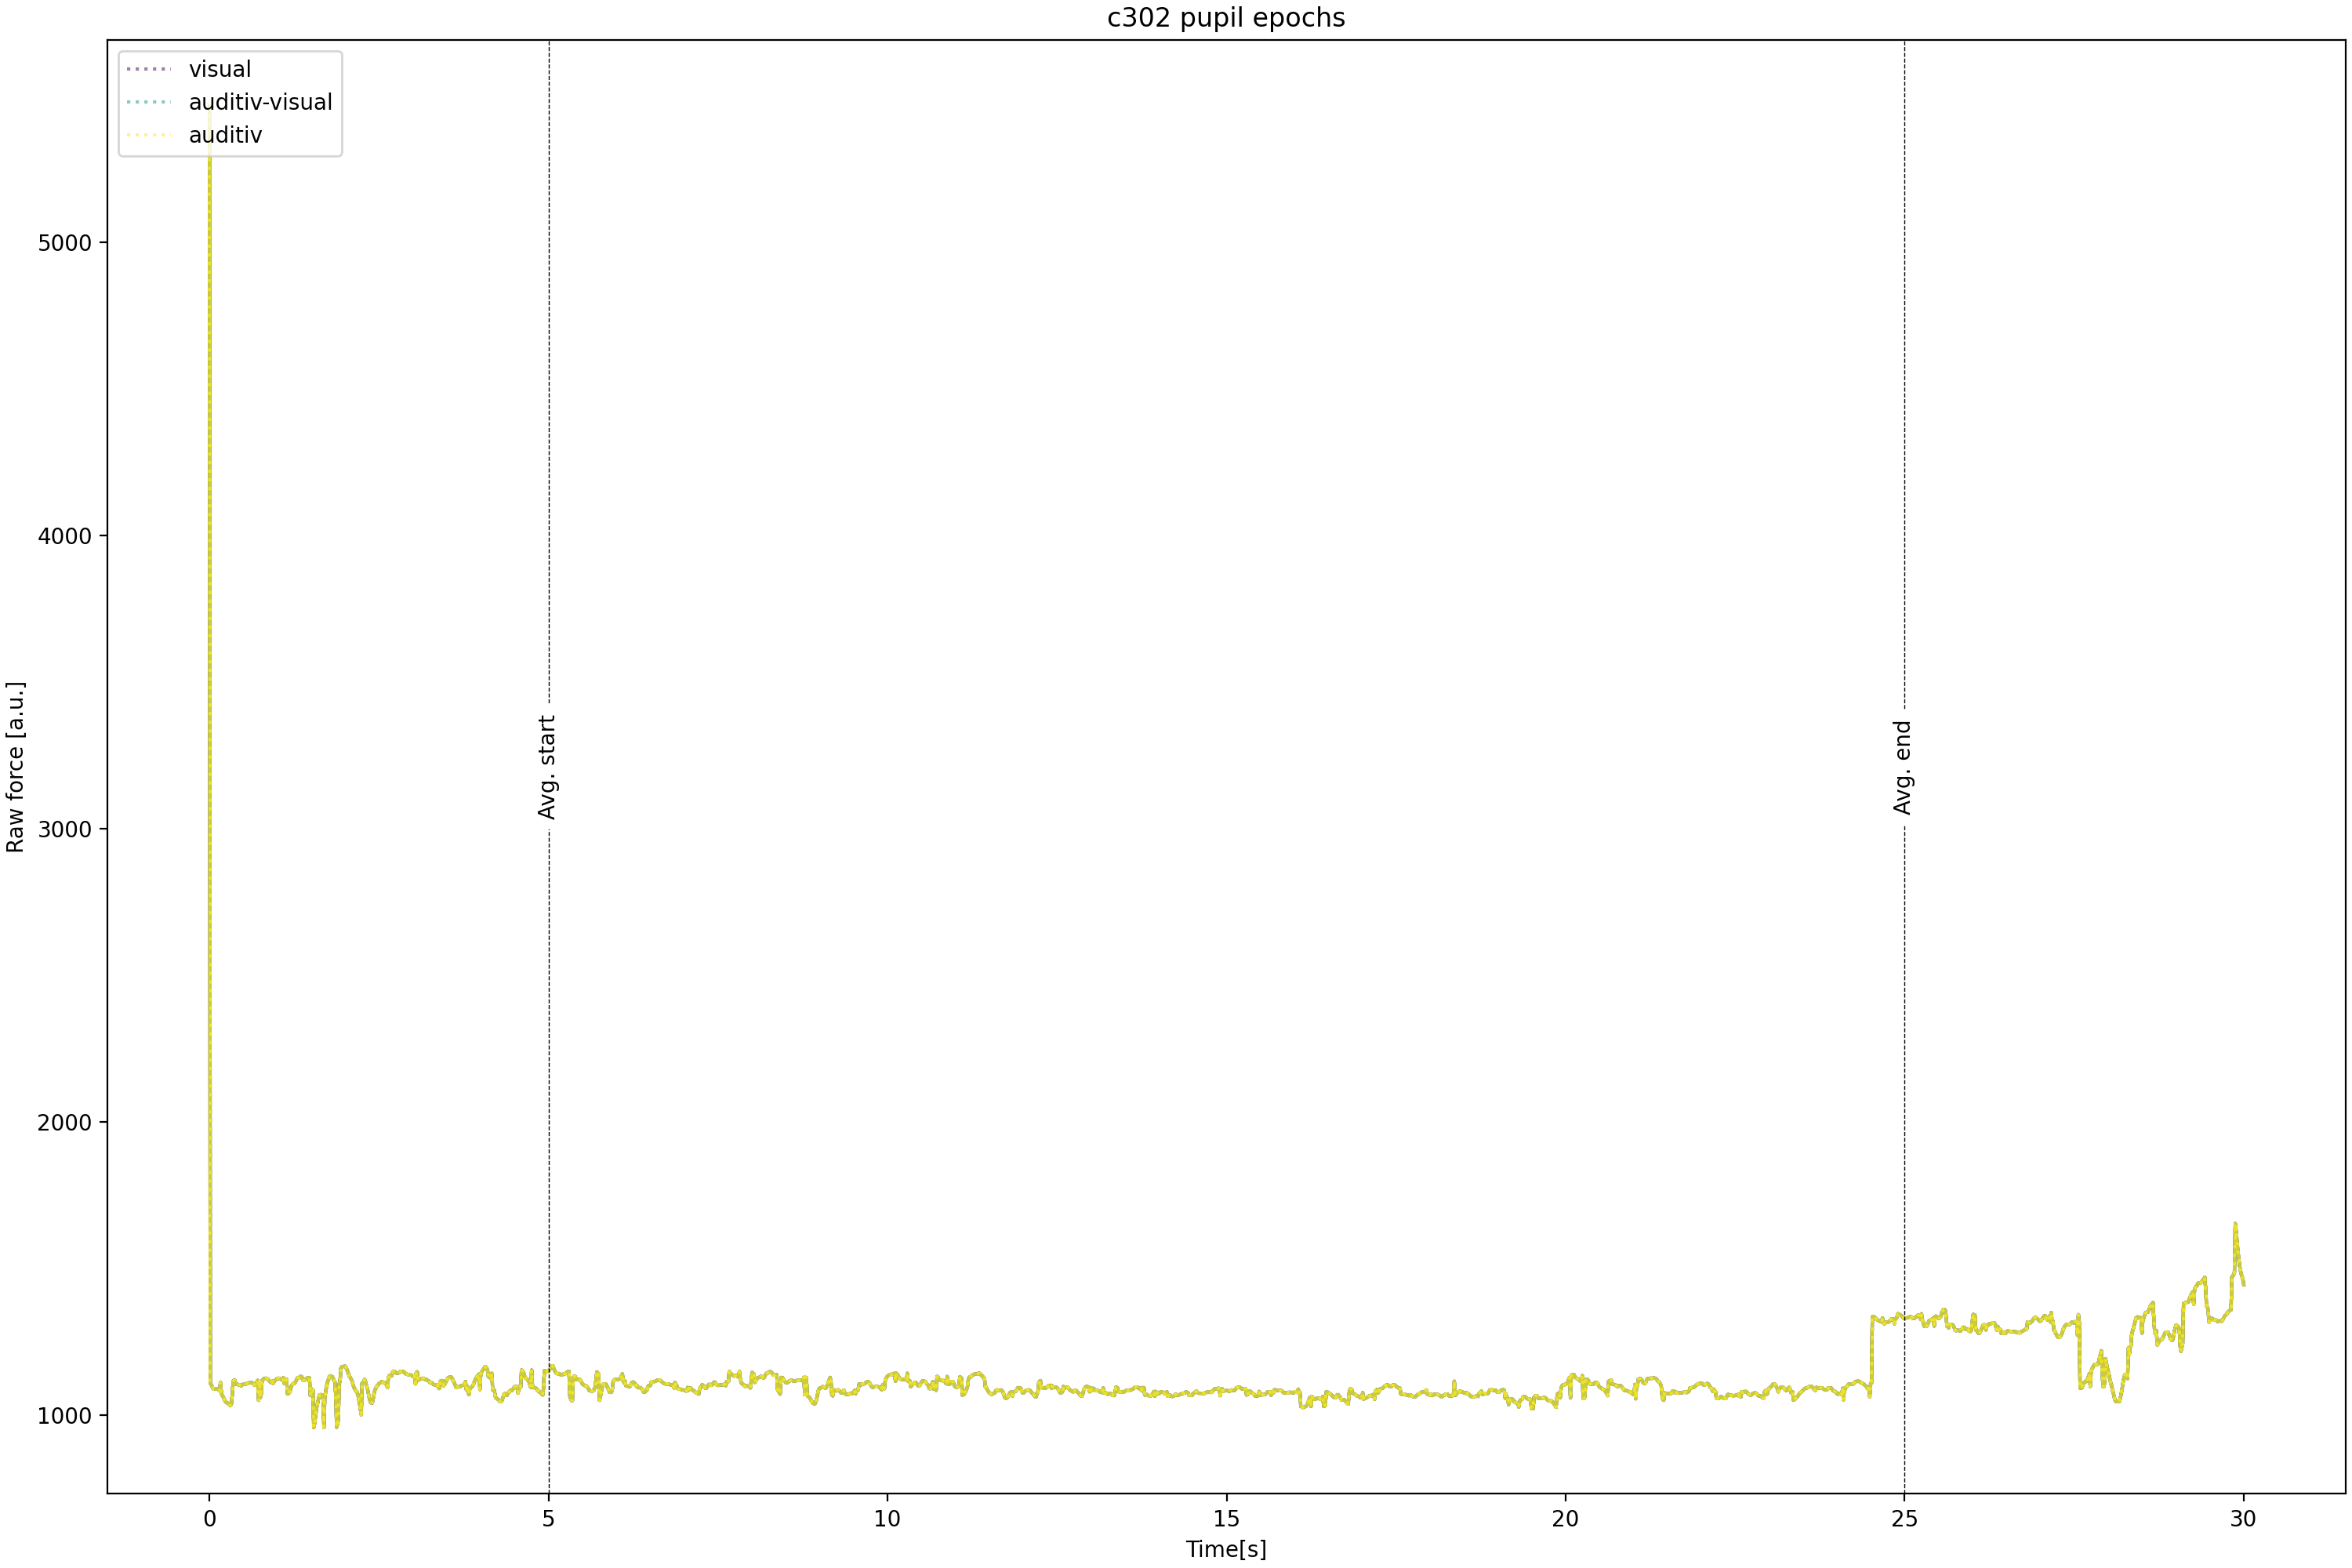 c302 pupil epochs
visual
auditiv-visual
auditiv
5000
4000
3000
2000
1000
Raw force [a.u.]
Avg. start
Avg. end
0 5 10 15 20 25 30
Time[s]